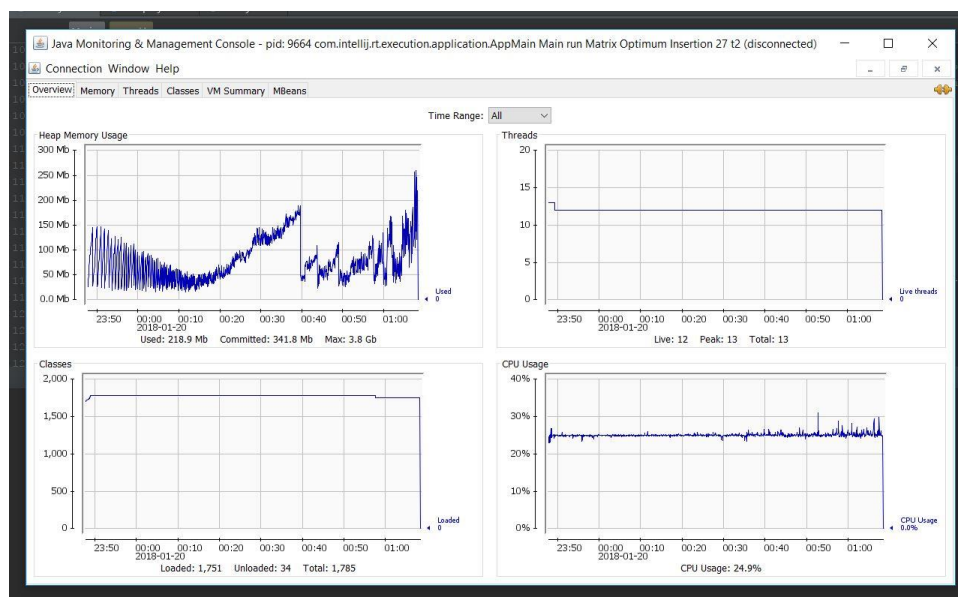 Java Monitoring & Management Console - pid: 9664 com.intellij.rt.execution.application.AppMain Main run Matrix Optimum Insertion 27 t2 (disconnected)
Connection Window Help
Overview Memory Threads Classes VM Summary MBeans
Time Range: All
Heap Memory Usage
300 Mb
250 Mb
200 Mb
150 Mb
100 Mb
50 Mb
0.0 Mb
Used
0
23:50 00:00 00:10 00:20 00:30 00:40 00:50 01:00
2018-01-20
Used: 218.9 Mb Committed: 341.8 Mb Max: 3.8 Gb
Threads
20
15
10
5
0
Live threads
0
23:50 00:00 00:10 00:20 00:30 00:40 00:50 01:00
2018-01-20
Live: 12 Peak: 13 Total: 13
Classes
2,000
1,500
1,000
500
0
Loaded
0
23:50 00:00 00:10 00:20 00:30 00:40 00:50 01:00
2018-01-20
Loaded: 1,751 Unloaded: 34 Total: 1,785
CPU Usage
40%
30%
20%
10%
0%
CPU Usage
0.0%
23:50 00:00 00:10 00:20 00:30 00:40 00:50 01:00
2018-01-20
CPU Usage: 24.9%